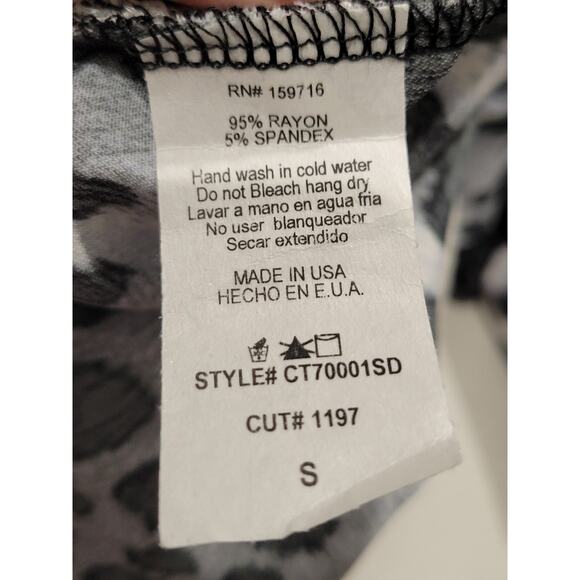 RN# 159716
95% RAYON
5% SPANDEX
Hand wash in cold water
Do not Bleach hang dry
Lavar a mano en agua fria
No user blanqueador
Secar extendido
MADE IN USA
HECHO EN E.U.A.
STYLE# CT70001SD
CUT# 1197
S